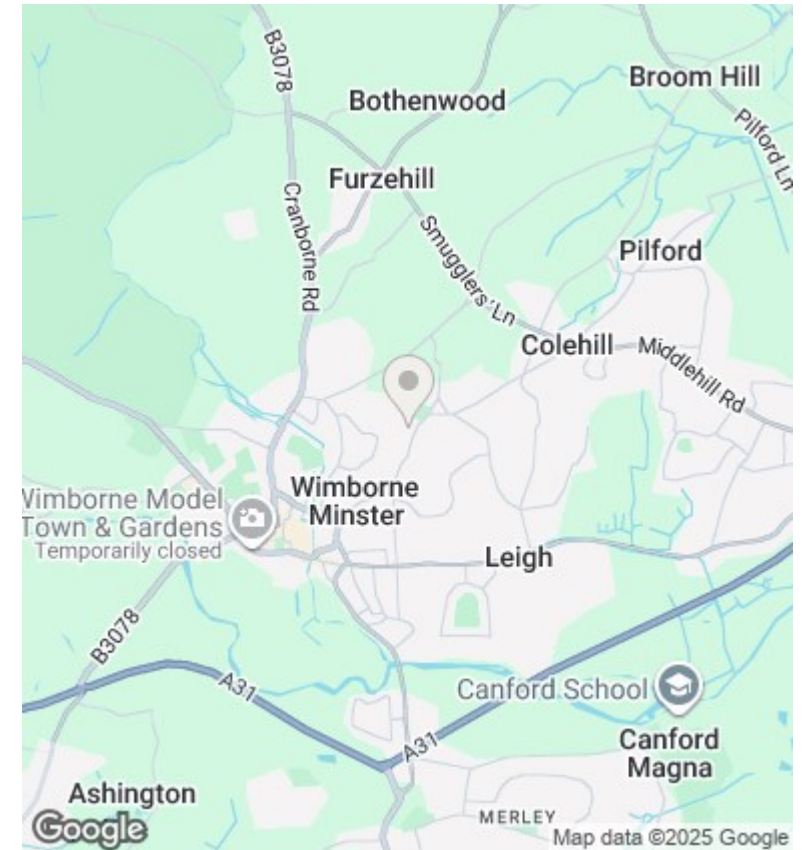 B3078
Broom Hill
Bothenwood
Pilford Ln
Furzehill
Cranborne Rd
Smugglers' Ln
Pilford
Colehill
Middlehill Rd
Wimborne
Minster
Wimborne Model
Town & Gardens
Temporarily closed
Leigh
B3078
A31
Canford School
A31
Canford
Magna
Ashington
MERLEY
Google
Map data ©2025 Google